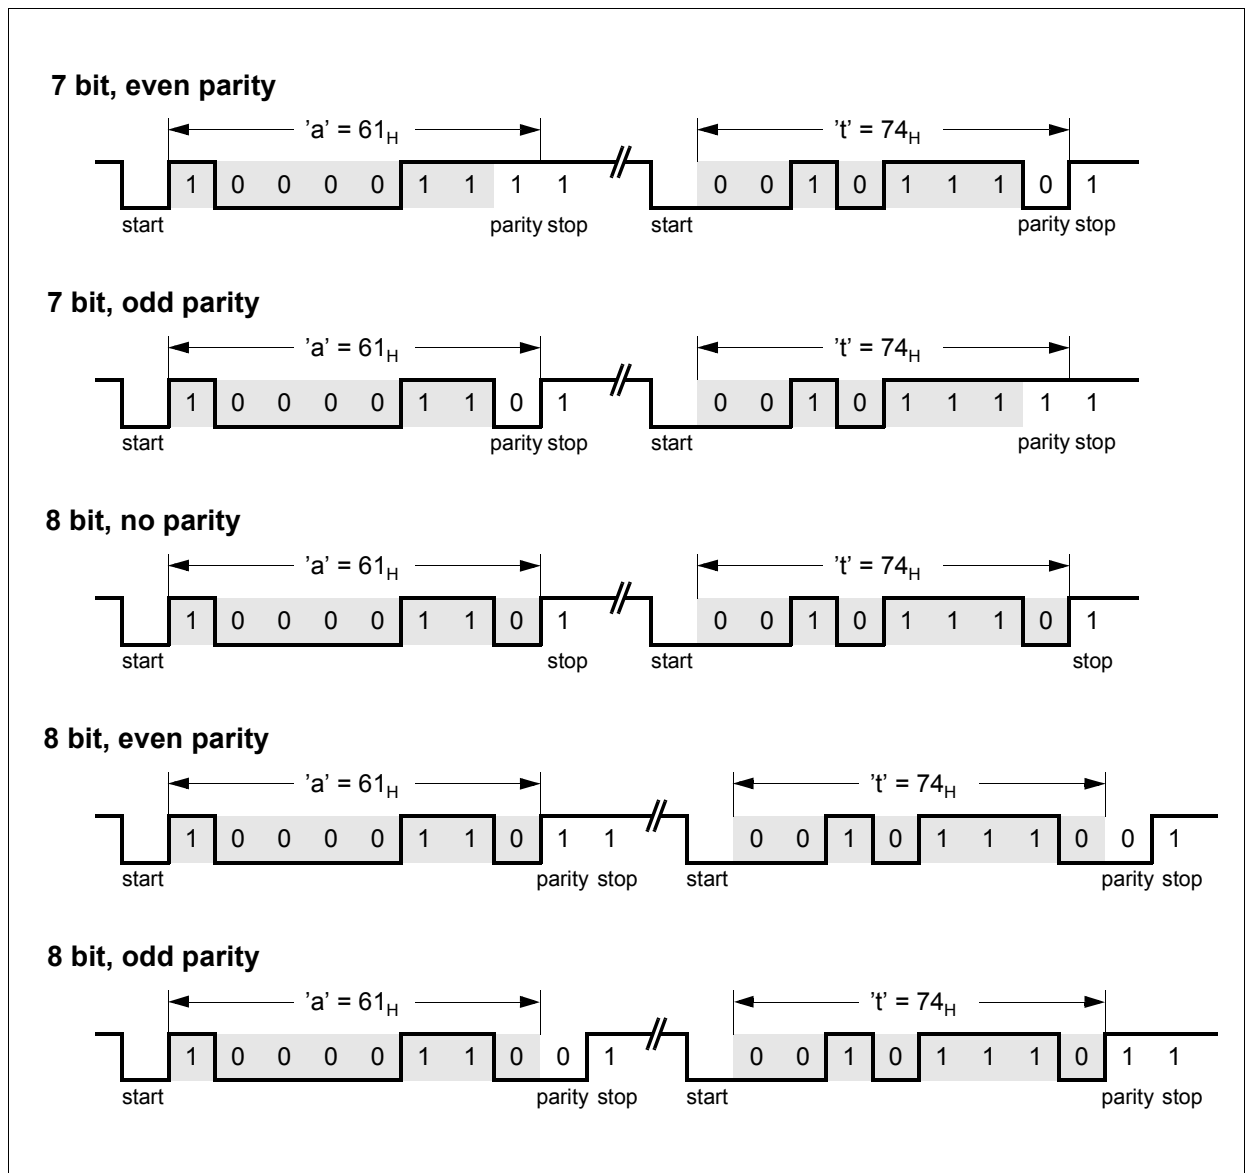 7 bit, even parity
’a’ = 61H ’t’ = 74H
1 0 0 0 0 1 1 1 1 0 0 1 0 1 1 1 0 1
start parity stop start parity stop
7 bit, odd parity
’a’ = 61H ’t’ = 74H
1 0 0 0 0 1 1 0 1 0 0 1 0 1 1 1 1 1
start parity stop start parity stop
8 bit, no parity
’a’ = 61H ’t’ = 74H
1 0 0 0 0 1 1 0 1 0 0 1 0 1 1 1 0 1
start stop start stop
8 bit, even parity
’a’ = 61H ’t’ = 74H
1 0 0 0 0 1 1 0 1 1 0 0 1 0 1 1 1 0 0 1
start parity stop start parity stop
8 bit, odd parity
’a’ = 61H ’t’ = 74H
1 0 0 0 0 1 1 0 0 1 0 0 1 0 1 1 1 0 1 1
start parity stop start parity stop